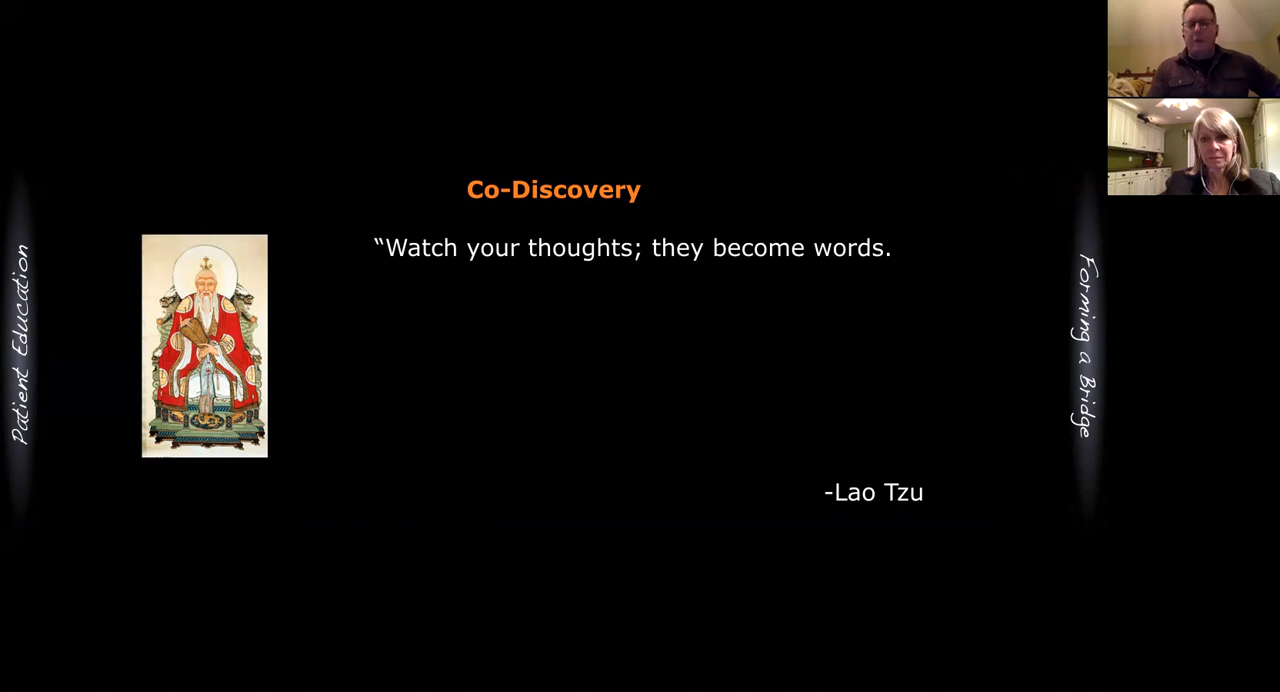 Co-Discovery
“Watch your thoughts; they become words.
-Lao Tzu
Patient Education
Forming a Bridge